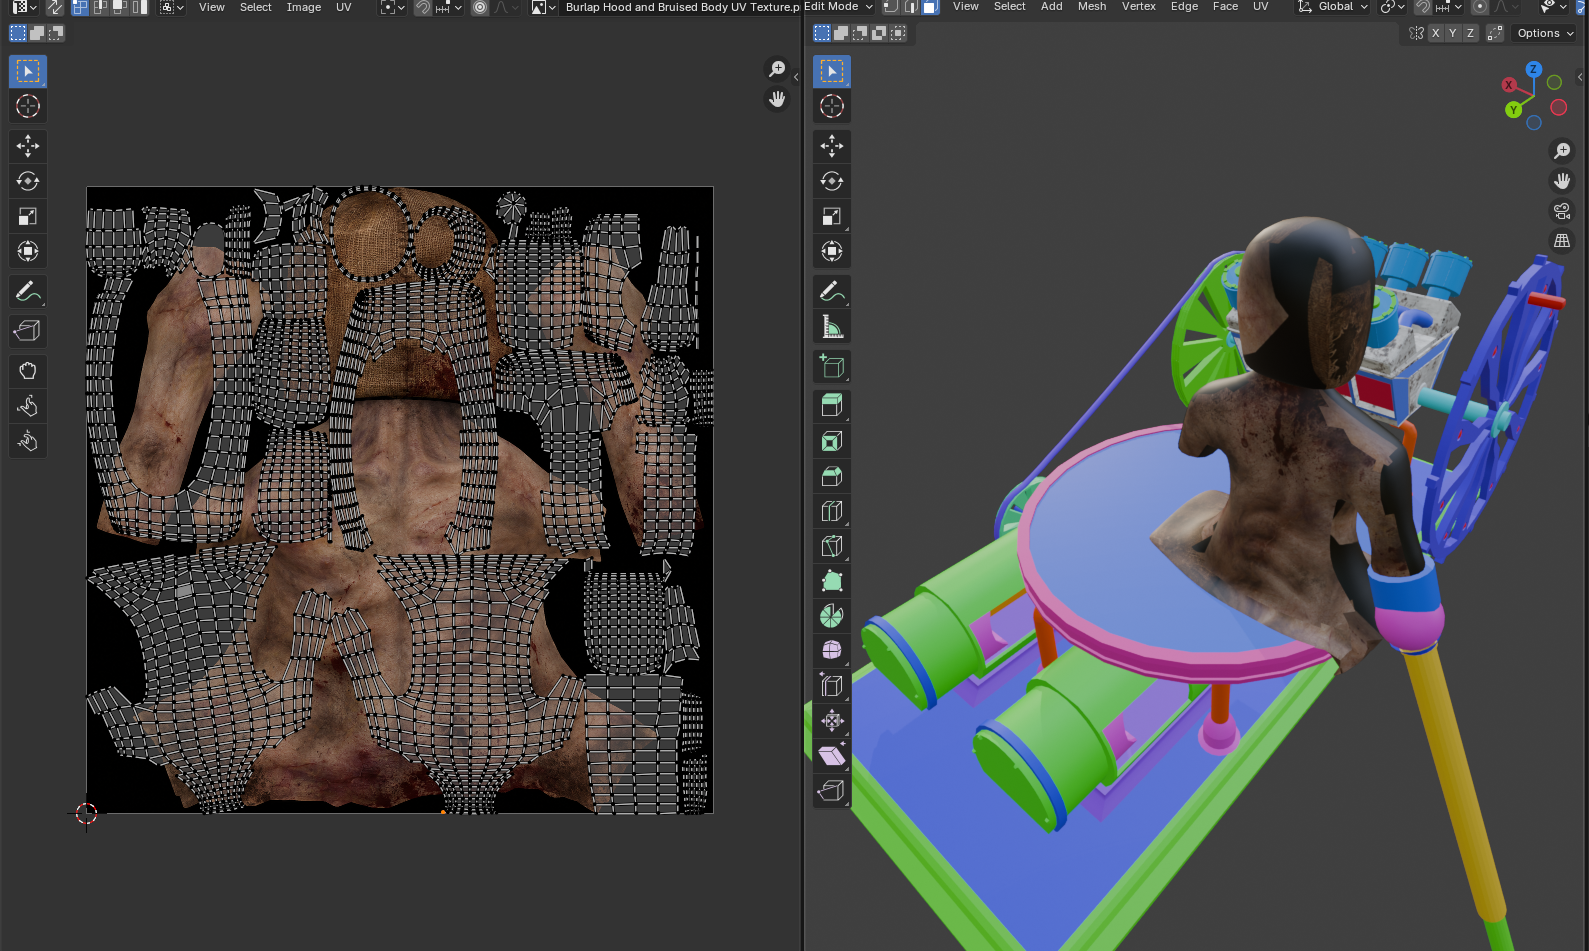 View Select Image UV Burlap Hood and Bruised Body UV Texture.p
Edit Mode View Select Add Mesh Vertex Edge Face UV Global
X Y Z Options
Z
X
Y